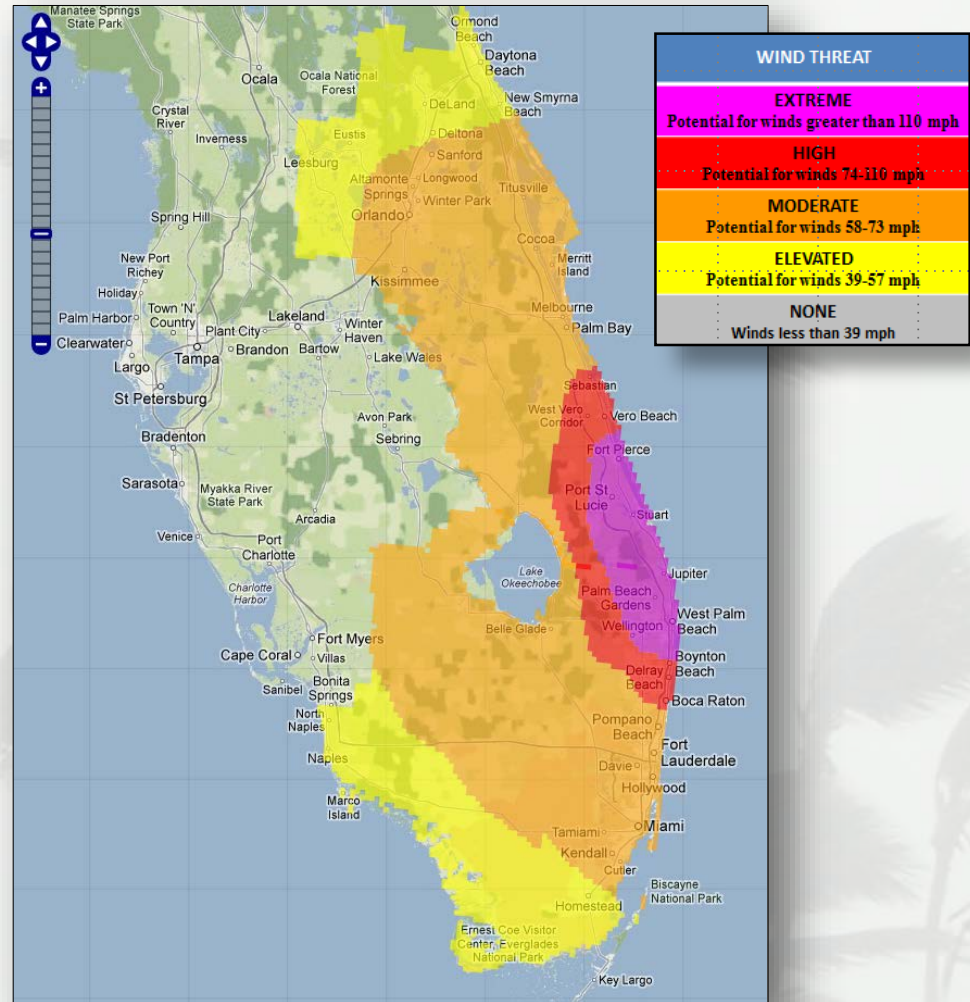 Manatee Springs
State Park
Ormond
Beach
Daytona
Beach
Ocala
Ocala National
Forest
DeLand
New Smyrna
Beach
Crystal
River
Inverness
Eustis
Deltona
Leesburg
Sanford
Altamonte
Springs
Longwood
Winter Park
Titusville
Orlando
Spring Hill
Cocoa
New Port
Richey
Merritt
Island
Kissimmee
Holiday
Melbourne
Town 'N'
Country
Lakeland
Palm Harbor
Plant City
Winter
Haven
Palm Bay
Clearwater
Tampa
Brandon
Bartow
Lake Wales
Largo
St Petersburg
Sebastian
West Vero
Corridor
Vero Beach
Avon Park
Bradenton
Sebring
Fort Pierce
Sarasota
Myakka River
State Park
Port St
Lucie
Arcadia
Stuart
Venice
Port
Charlotte
Lake
Okeechobee
Jupiter
Charlotte
Harbor
Palm Beach
Gardens
West Palm
Beach
Belle Glade
Wellington
Fort Myers
Cape Coral
Villas
Boynton
Beach
Delray
Beach
Sanibel
Bonita
Springs
Boca Raton
North
Naples
Pompano
Beach
Naples
Fort
Lauderdale
Davie
Hollywood
Marco
Island
Tamiami
Miami
Kendall
Cutler
Biscayne
National Park
Homestead
Ernest Coe Visitor
Center, Everglades
National Park
Key Largo
WIND THREAT
EXTREME
Potential for winds greater than 110 mph
HIGH
Potential for winds 74-110 mph
MODERATE
Potential for winds 58-73 mph
ELEVATED
Potential for winds 39-57 mph
NONE
Winds less than 39 mph